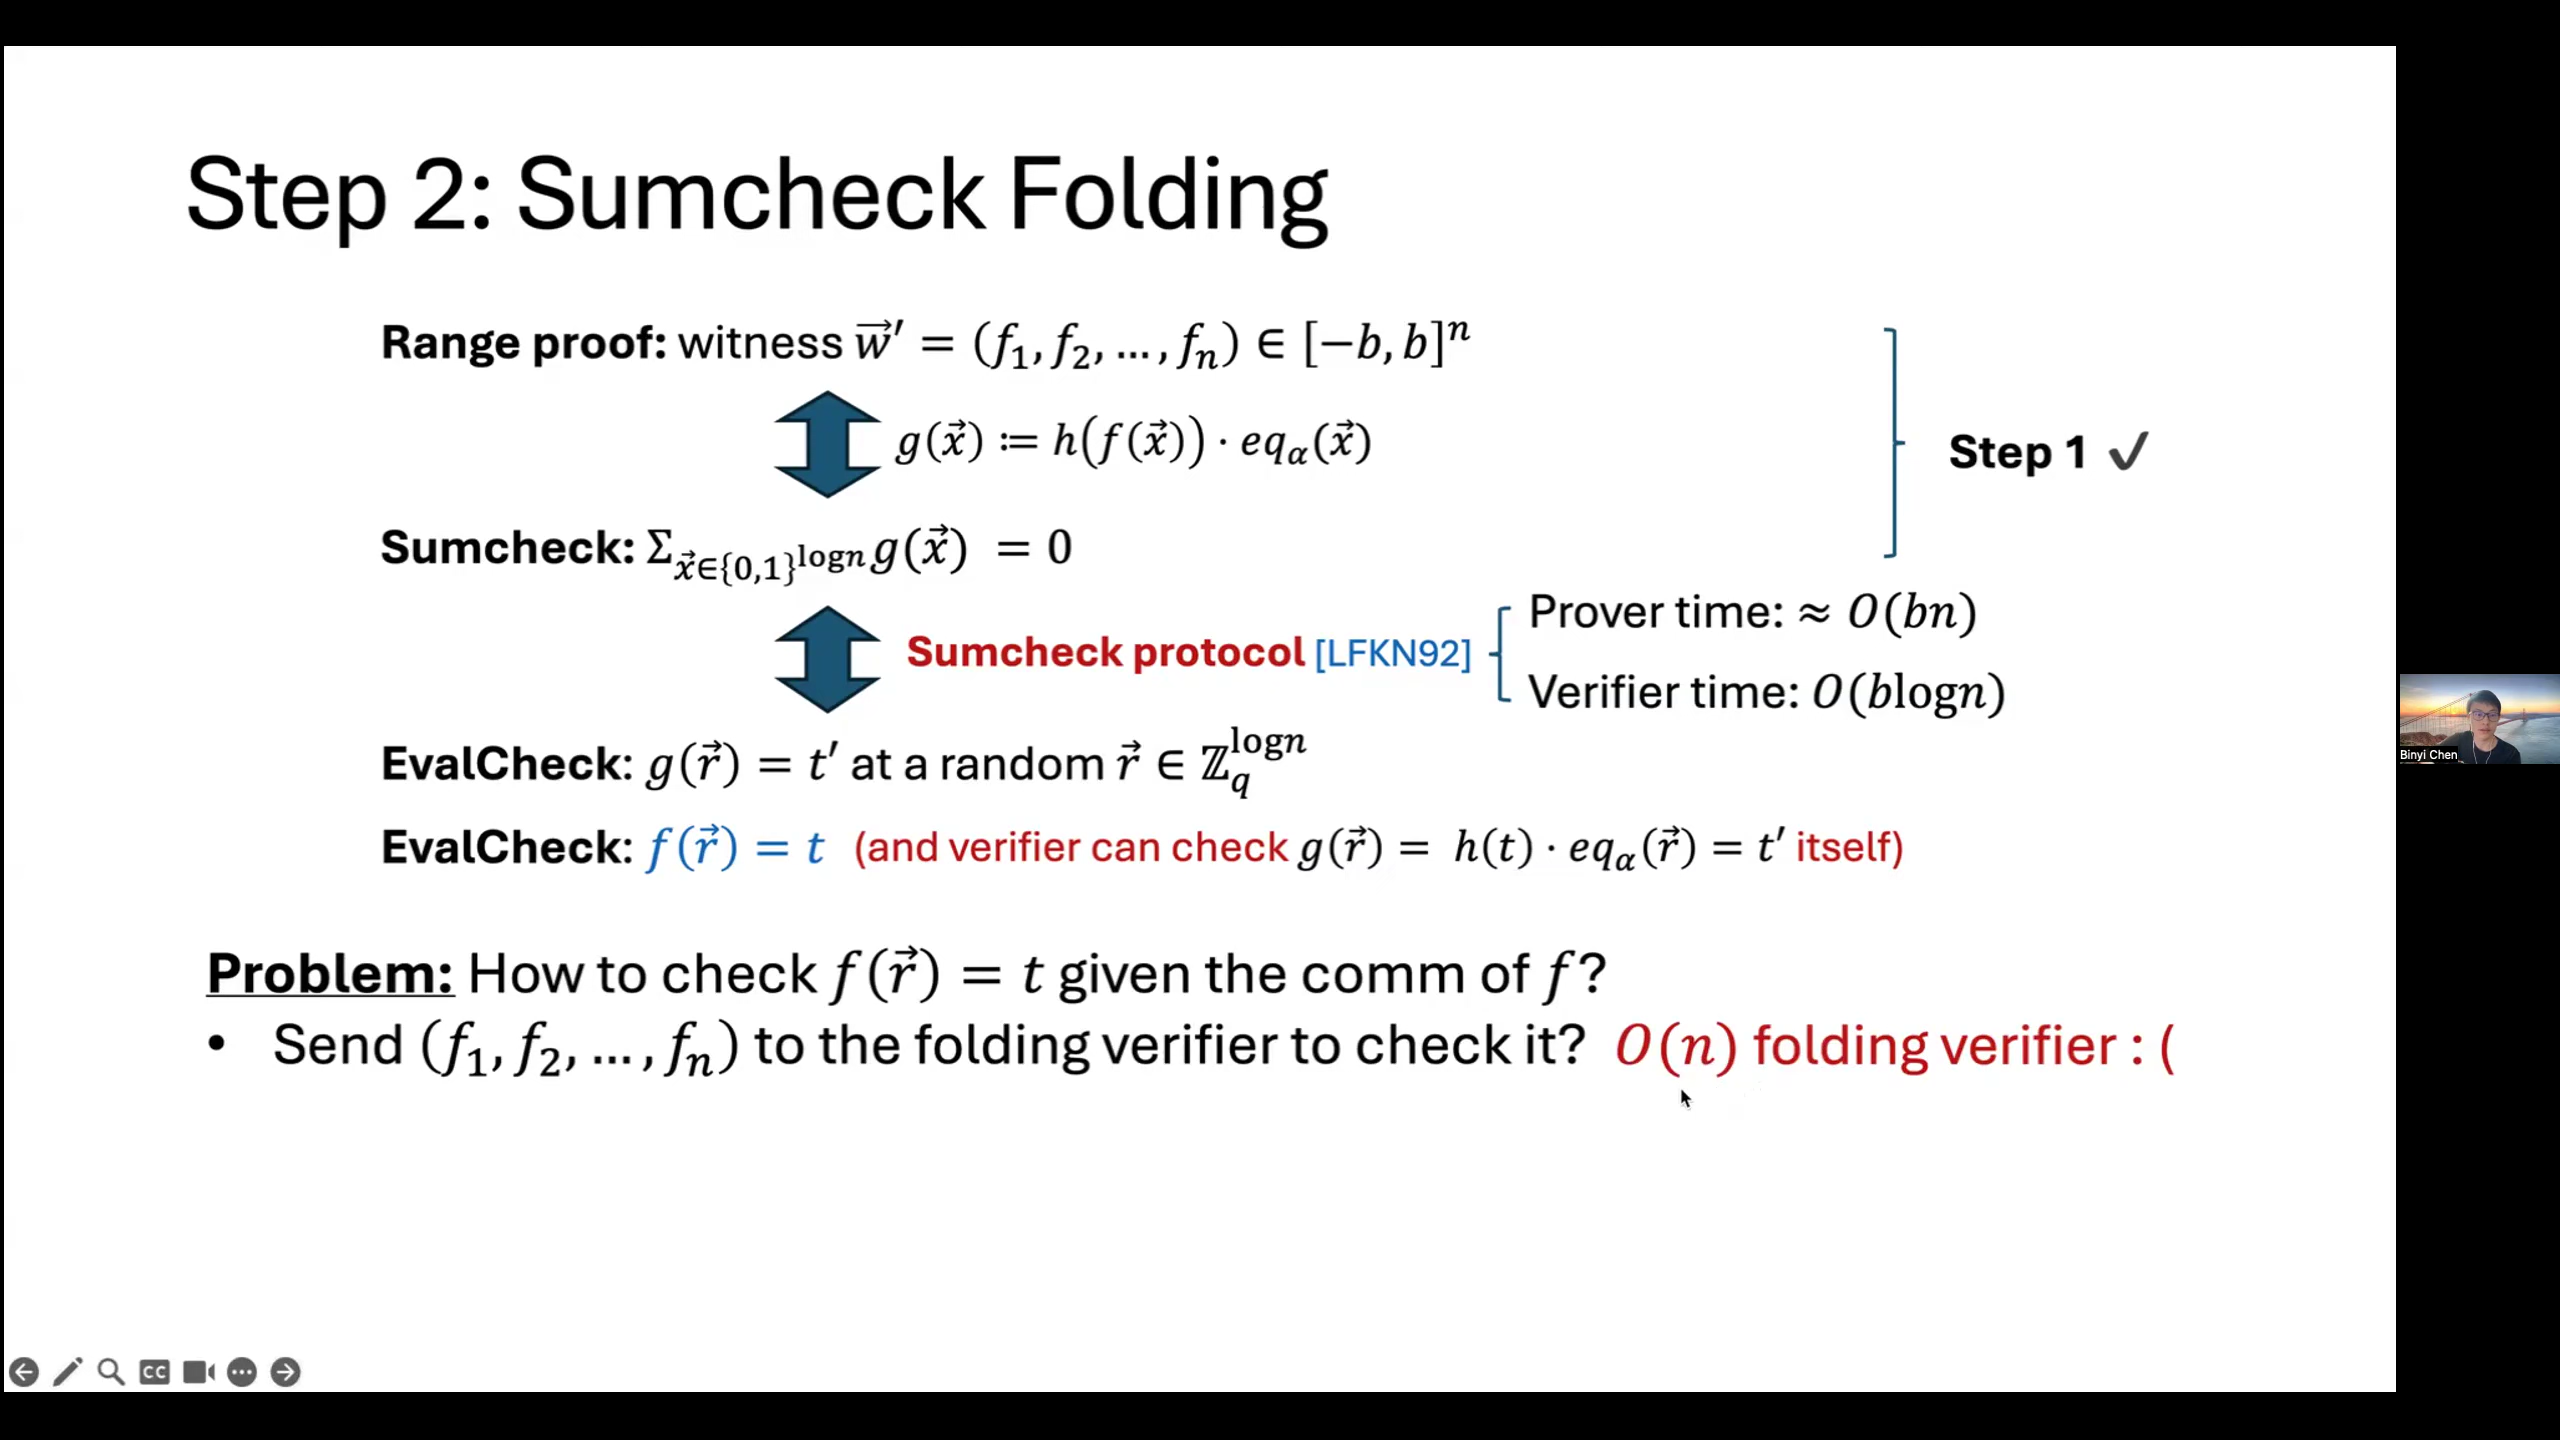 Step 2: Sumcheck Folding
Range proof: witness w⃗′ = (f₁, f₂, …, fₙ) ∈ [−b, b]ⁿ
g(x⃗) ≔ h(f(x⃗)) · eq_α(x⃗)
Step 1 ✓
Sumcheck: Σ_{x⃗∈{0,1}^{logn}} g(x⃗) = 0
Prover time: ≈ O(bn)
Sumcheck protocol [LFKN92]
Verifier time: O(blogn)
EvalCheck: g(r⃗) = t′ at a random r⃗ ∈ ℤ_q^{logn}
EvalCheck: f(r⃗) = t (and verifier can check g(r⃗) = h(t) · eq_α(r⃗) = t′ itself)
Problem: How to check f(r⃗) = t given the comm of f?
• Send (f₁, f₂, …, fₙ) to the folding verifier to check it? O(n) folding verifier : (
Binyi Chen
CC